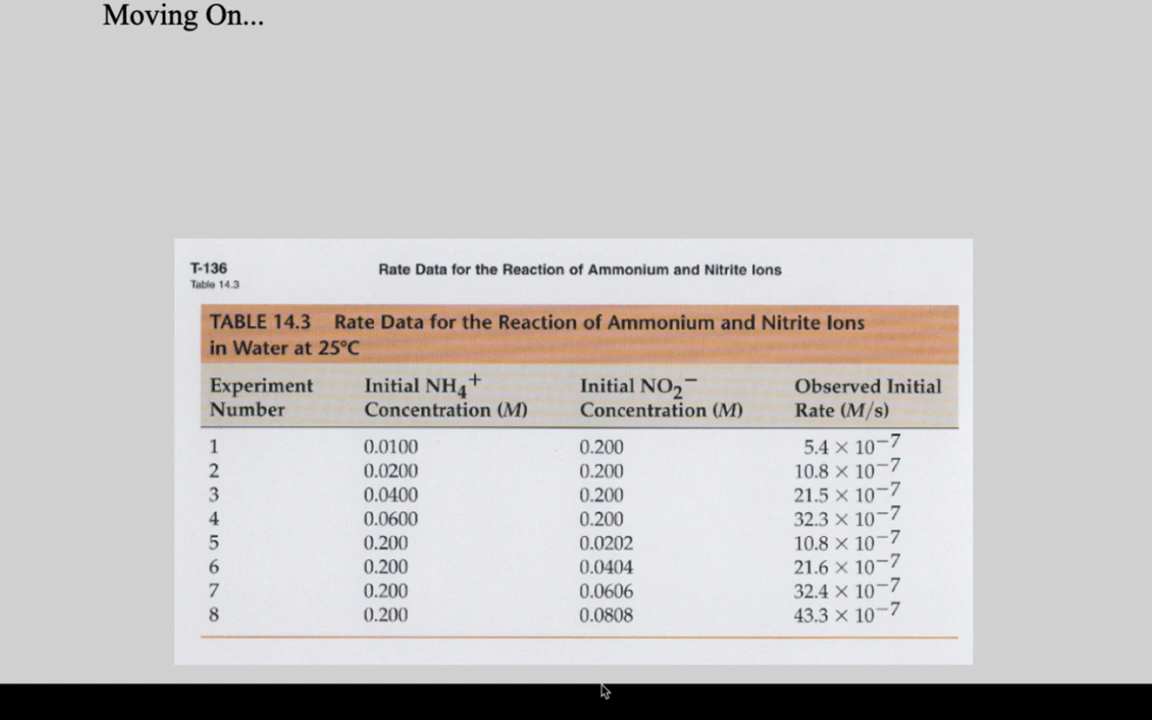 Moving On...
T-136 Rate Data for the Reaction of Ammonium and Nitrite Ions
Table 14.3
TABLE 14.3 Rate Data for the Reaction of Ammonium and Nitrite Ions
in Water at 25°C
Experiment Initial NH₄⁺ Initial NO₂⁻ Observed Initial
Number Concentration (M) Concentration (M) Rate (M/s)
1 0.0100 0.200 5.4 × 10⁻⁷
2 0.0200 0.200 10.8 × 10⁻⁷
3 0.0400 0.200 21.5 × 10⁻⁷
4 0.0600 0.200 32.3 × 10⁻⁷
5 0.200 0.0202 10.8 × 10⁻⁷
6 0.200 0.0404 21.6 × 10⁻⁷
7 0.200 0.0606 32.4 × 10⁻⁷
8 0.200 0.0808 43.3 × 10⁻⁷